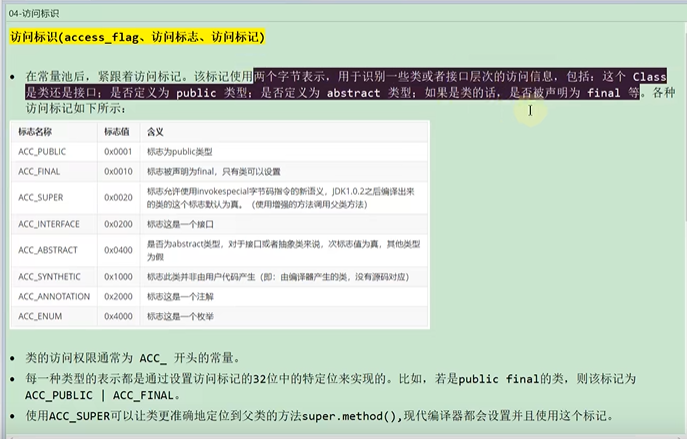 04-访问标识
访问标识(access_flag、访问标志、访问标记)
• 在常量池后，紧跟着访问标记。该标记使用两个字节表示，用于识别一些类或者接口层次的访问信息，包括：这个 Class
是类还是接口；是否定义为 public 类型；是否定义为 abstract 类型；如果是类的话，是否被声明为 final 等。各种
访问标记如下所示：
标志名称 标志值 含义
ACC_PUBLIC 0x0001 标志为public类型
ACC_FINAL 0x0010 标志被声明为final，只有类可以设置
ACC_SUPER 0x0020 标志允许使用invokespecial字节码指令的新语义，JDK1.0.2之后编译出来
的类的这个标志默认为真。（使用增强的方法调用父类方法）
ACC_INTERFACE 0x0200 标志这是一个接口
ACC_ABSTRACT 0x0400 是否为abstract类型，对于接口或者抽象类来说，次标志值为真，其他类型
为假
ACC_SYNTHETIC 0x1000 标志此类并非由用户代码产生（即：由编译器产生的类，没有源码对应）
ACC_ANNOTATION 0x2000 标志这是一个注解
ACC_ENUM 0x4000 标志这是一个枚举
• 类的访问权限通常为 ACC_ 开头的常量。
• 每一种类型的表示都是通过设置访问标记的32位中的特定位来实现的。比如，若是public final的类，则该标记为
ACC_PUBLIC | ACC_FINAL。
• 使用ACC_SUPER可以让类更准确地定位到父类的方法super.method(),现代编译器都会设置并且使用这个标记。